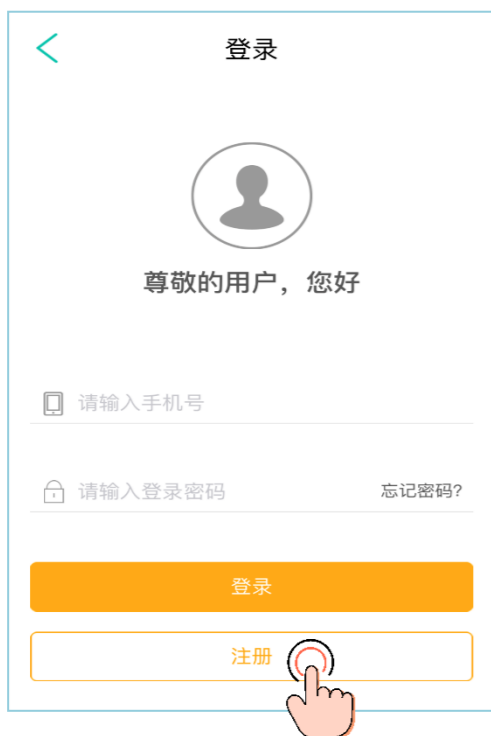 登录
尊敬的用户，您好
请输入手机号
请输入登录密码 忘记密码?
登录
注册